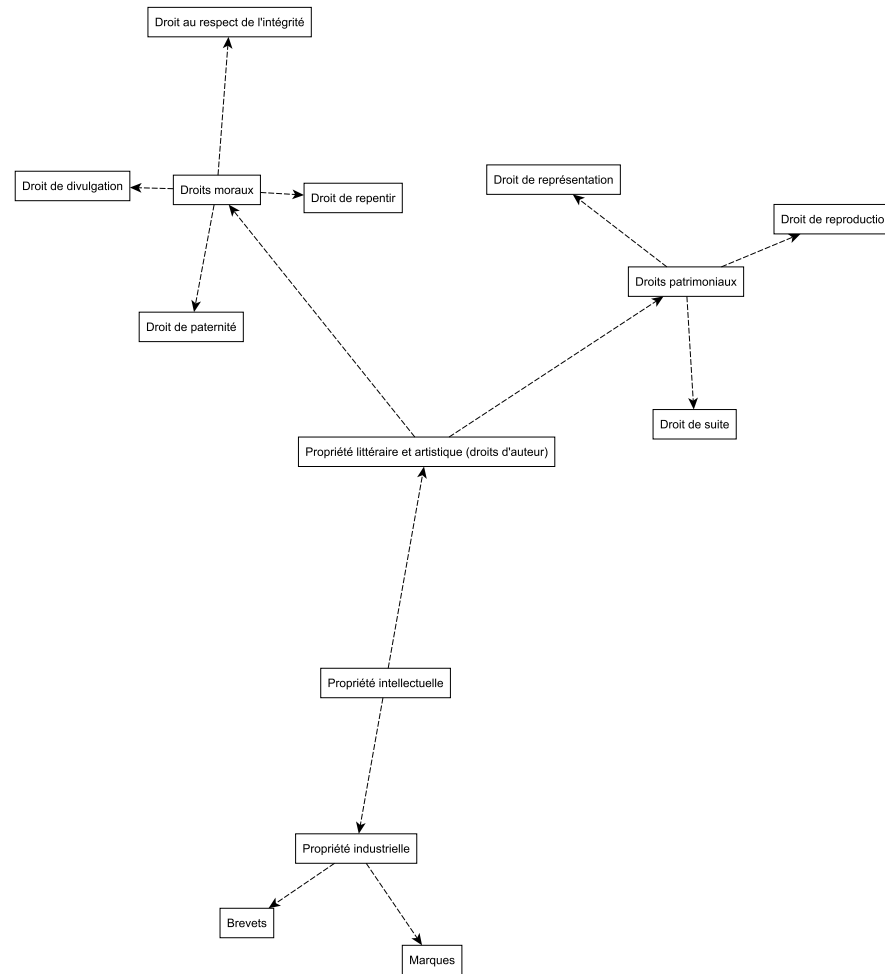 Droit au respect de l'intégrité
Droit de divulgation
Droits moraux
Droit de repentir
Droit de représentation
Droit de reproductio
Droits patrimoniaux
Droit de paternité
Droit de suite
Propriété littéraire et artistique (droits d'auteur)
Propriété intellectuelle
Propriété industrielle
Brevets
Marques